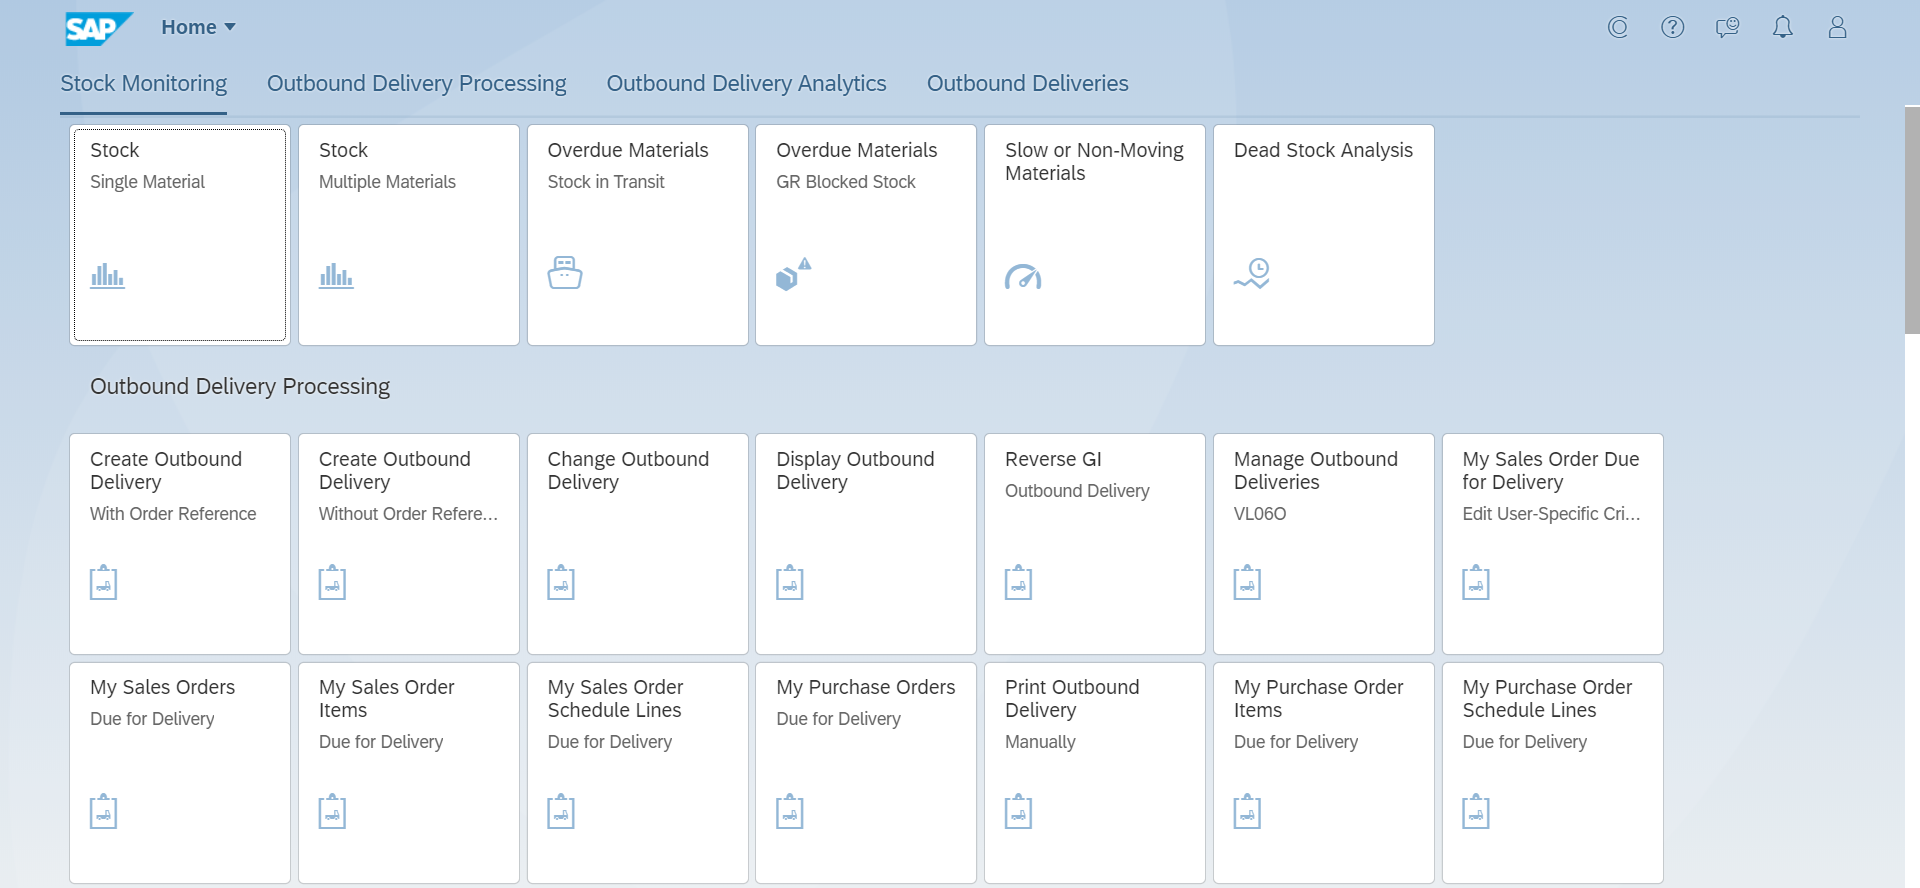 SAP Home
Stock Monitoring Outbound Delivery Processing Outbound Delivery Analytics Outbound Deliveries
Stock
Single Material
Stock
Multiple Materials
Overdue Materials
Stock in Transit
Overdue Materials
GR Blocked Stock
Slow or Non-Moving
Materials
Dead Stock Analysis
Outbound Delivery Processing
Create Outbound
Delivery
With Order Reference
Create Outbound
Delivery
Without Order Refere...
Change Outbound
Delivery
Display Outbound
Delivery
Reverse GI
Outbound Delivery
Manage Outbound
Deliveries
VL06O
My Sales Order Due
for Delivery
Edit User-Specific Cri...
My Sales Orders
Due for Delivery
My Sales Order
Items
Due for Delivery
My Sales Order
Schedule Lines
Due for Delivery
My Purchase Orders
Due for Delivery
Print Outbound
Delivery
Manually
My Purchase Order
Items
Due for Delivery
My Purchase Order
Schedule Lines
Due for Delivery